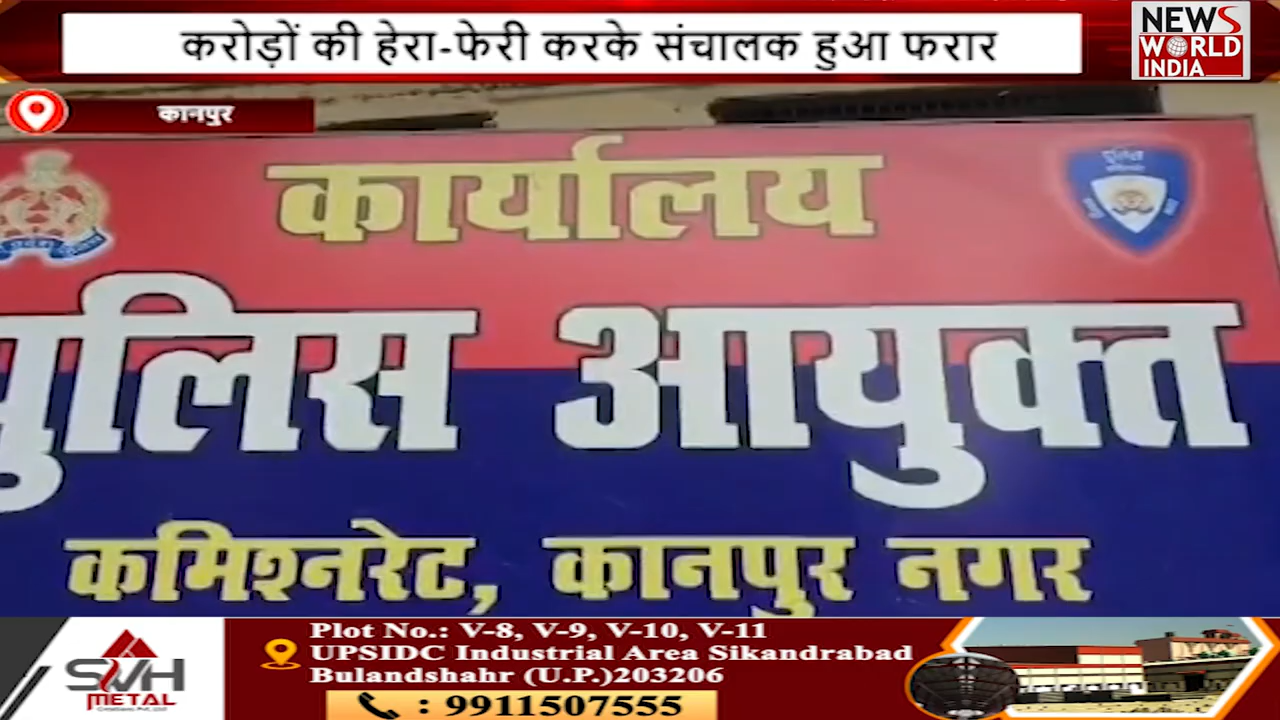 करोड़ों की हेरा-फेरी करके संचालक हुआ फरार
NEWS
WORLD
INDIA
कानपुर
कार्यालय
पुलिस
पुलिस आयुक्त
कमिश्नरेट, कानपुर नगर
SVH
METAL
Plot No.: V-8, V-9, V-10, V-11
UPSIDC Industrial Area Sikandrabad
Bulandshahr (U.P.)203206
: 9911507555